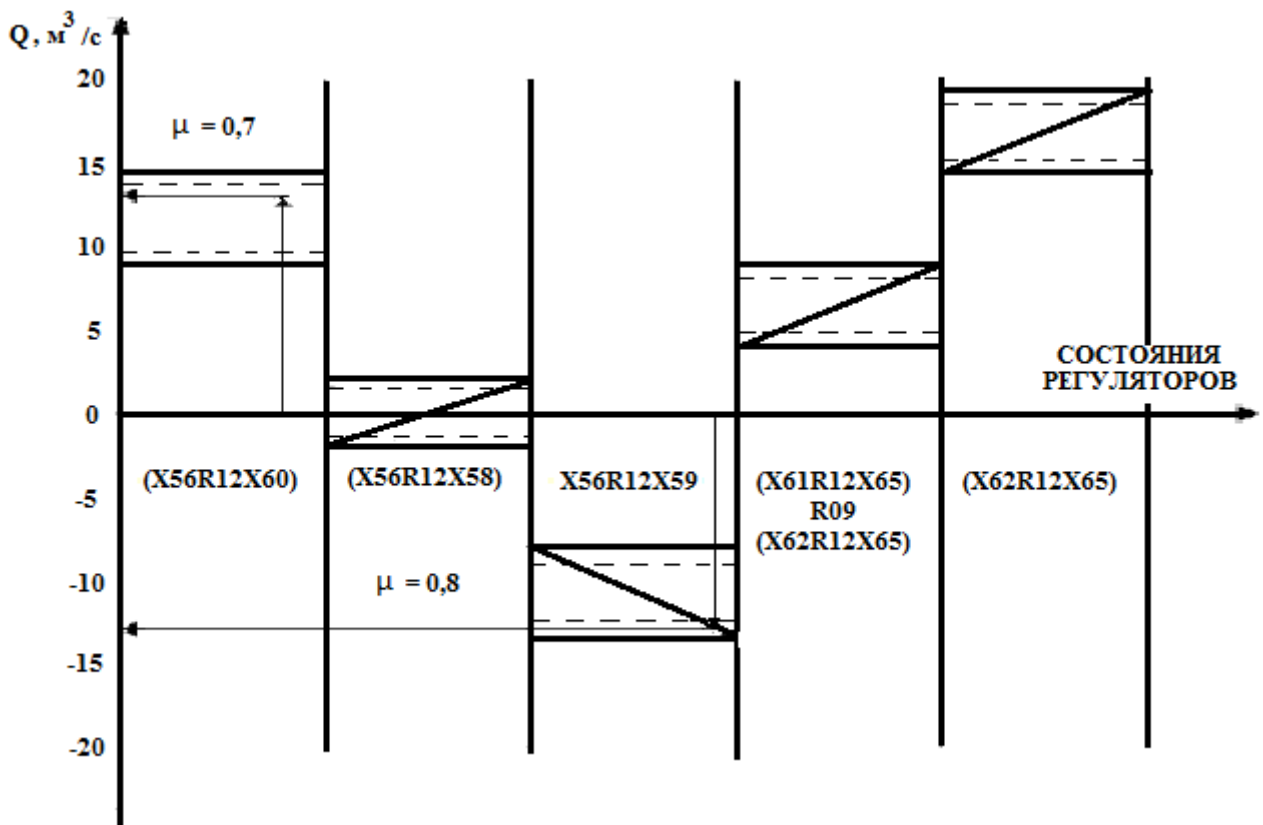 Q, м³/с
20
μ = 0,7
15
10
5
СОСТОЯНИЯ
РЕГУЛЯТОРОВ
0
(X56R12X60)
(X56R12X58)
X56R12X59
(X61R12X65)
R09
(X62R12X65)
(X62R12X65)
-5
μ = 0,8
-10
-15
-20